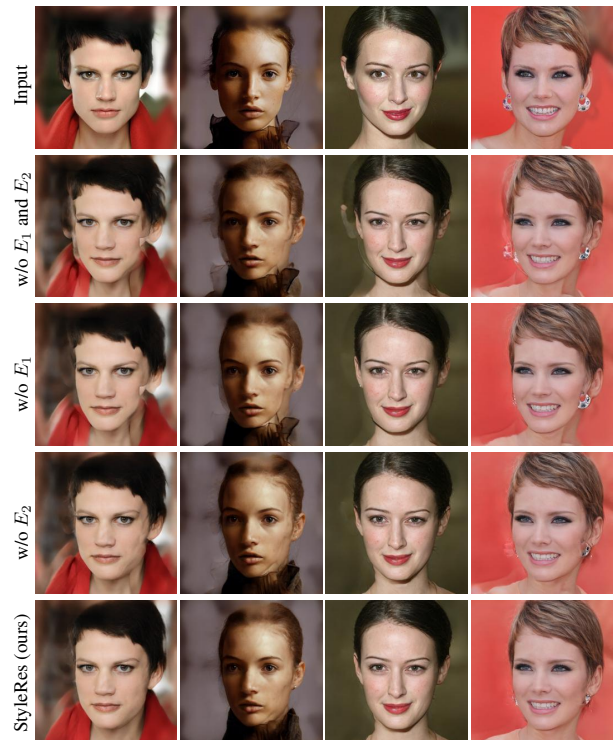 Input
w/o E₁ and E₂
w/o E₁
w/o E₂
StyleRes (ours)